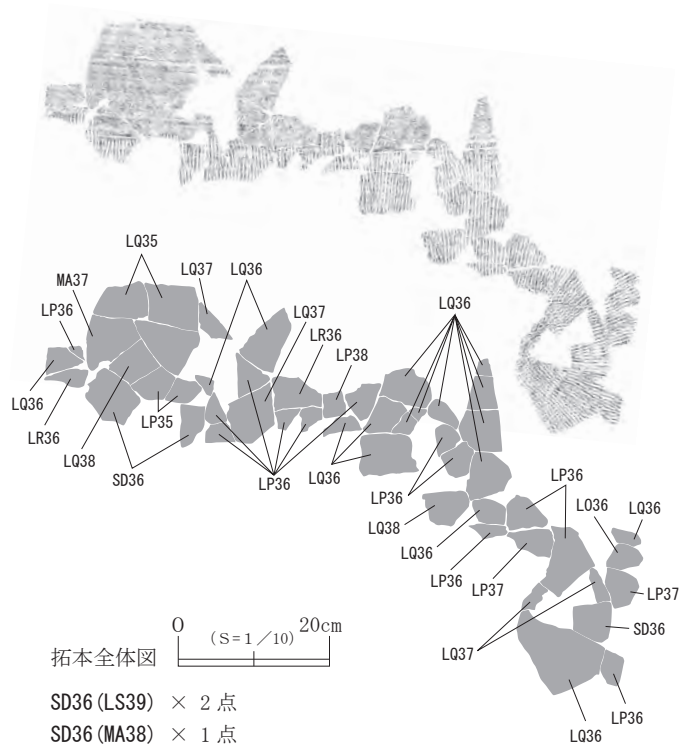 LQ35
LQ37
LQ36
MA37
LP36
LQ37
LR36
LP38
LQ36
LQ36
LR36
LQ38
LP35
SD36
LP36
LQ36
LP36
LQ38
LQ36
LP36
LP37
LP36
LO36
LQ36
LP37
SD36
LQ37
LP36
LQ36
0 20cm
(S=1/10)
拓本全体図
SD36(LS39) × 2点
SD36(MA38) × 1点